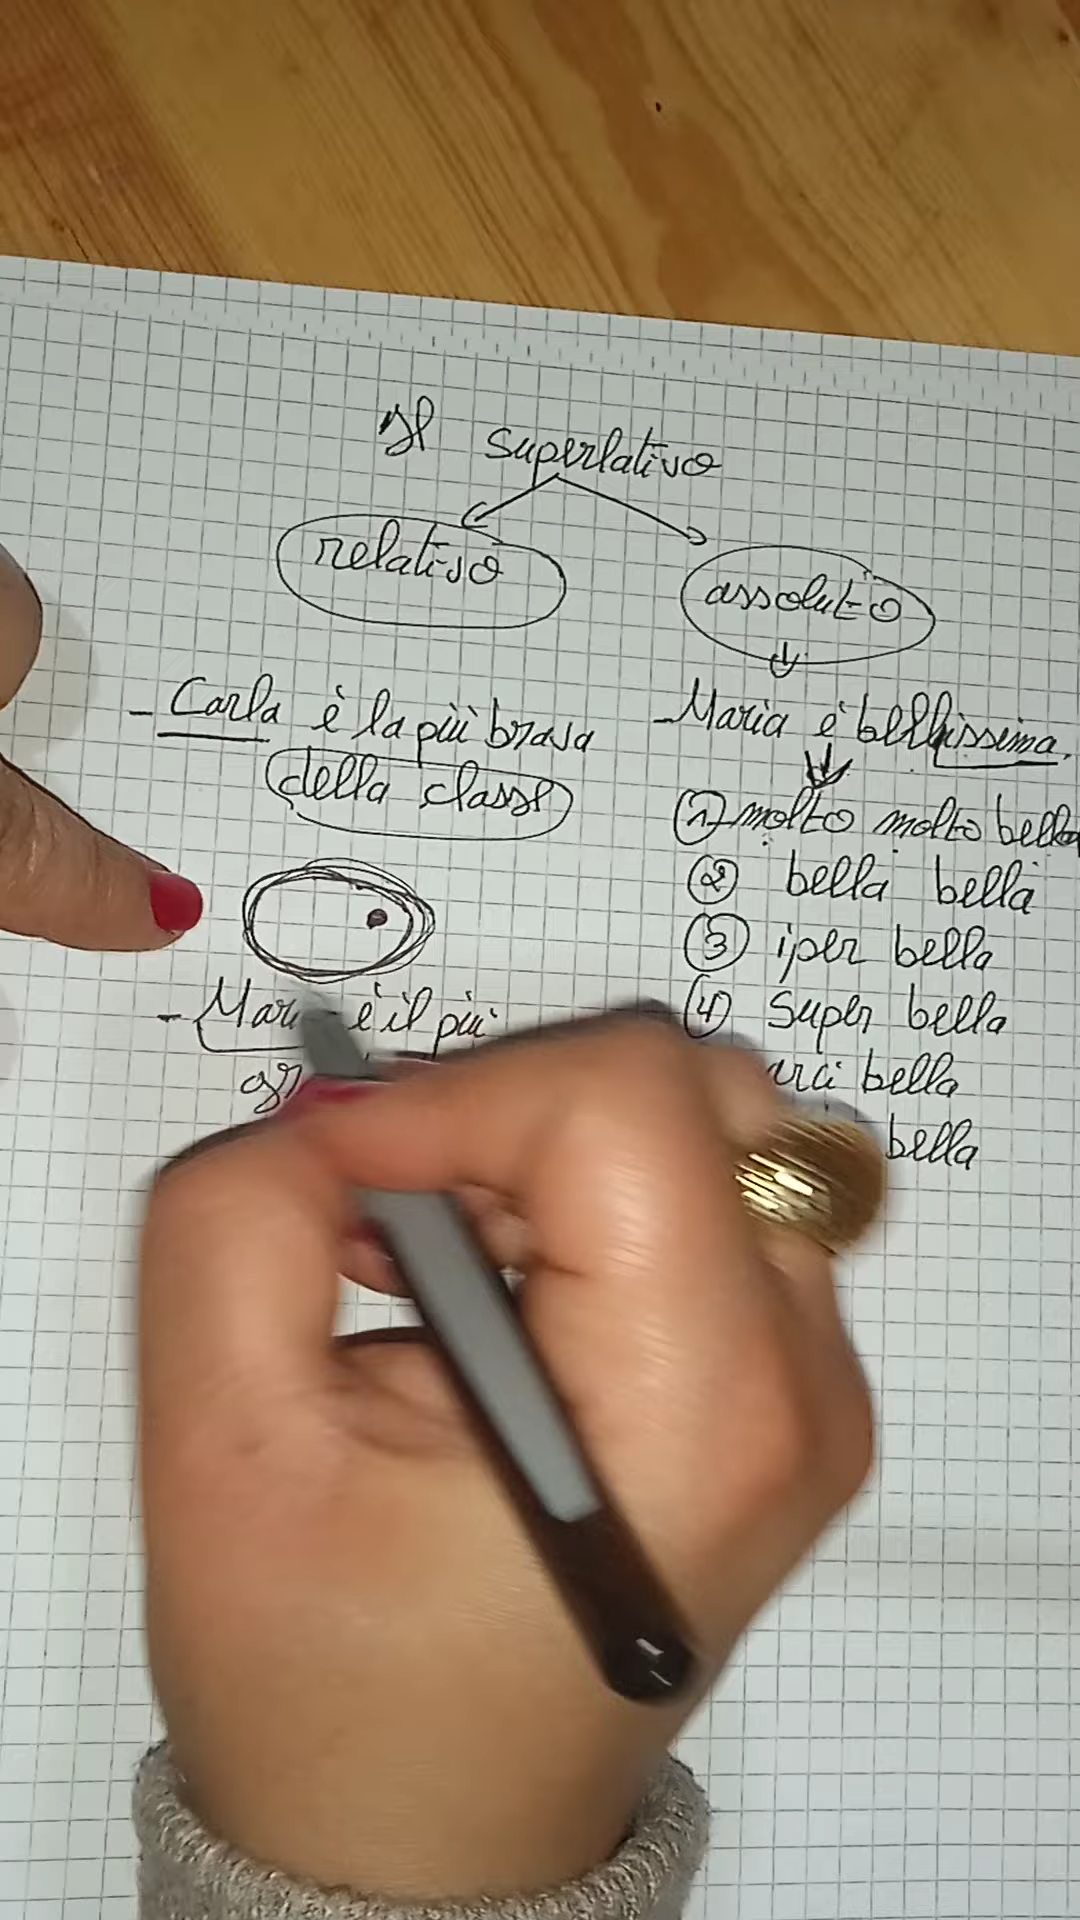 Il superlativo
relativo
assoluto
- Carla è la più brava
della classe
- è il più
- Maria è bellissima.
1 molto molto bella
2 bella bella
3 iper bella
4 super bella
arci bella
bella